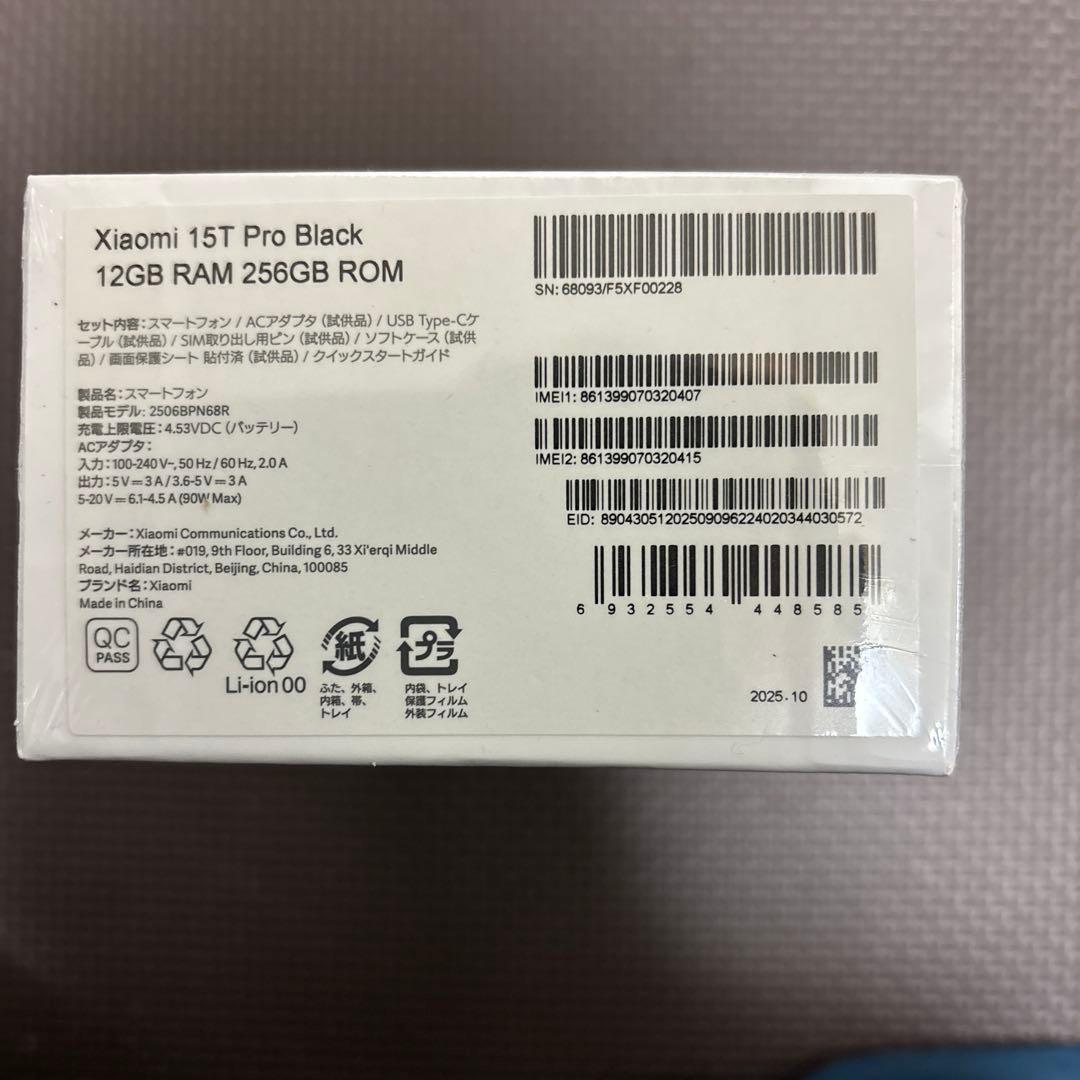 Xiaomi 15T Pro Black
12GB RAM 256GB ROM
セット内容：スマートフォン / ACアダプタ（試供品）/ USB Type-Cケ
ーブル（試供品）/ SIM取り出し用ピン（試供品）/ ソフトケース（試供
品）/ 画面保護シート 貼付済（試供品）/ クイックスタートガイド
製品名：スマートフォン
製品モデル: 2506BPN68R
充電上限電圧：4.53VDC（バッテリー）
ACアダプタ：
入力：100-240 V~, 50 Hz / 60 Hz, 2.0 A
出力：5 V⎓3 A / 3.6-5 V⎓3 A
5-20 V⎓6.1-4.5 A (90W Max)
メーカー：Xiaomi Communications Co., Ltd.
メーカー所在地：#019, 9th Floor, Building 6, 33 Xi'erqi Middle
Road, Haidian District, Beijing, China, 100085
ブランド名：Xiaomi
Made in China
QC
PASS
Li-ion 00
紙
ふた、外箱、
内箱、帯、
トレイ
プラ
内袋、トレイ
保護フィルム
外装フィルム
SN: 68093/F5XF00228
IMEI1: 861399070320407
IMEI2: 861399070320415
EID: 89043051202509096224020344030572
6 932554 448585
2025.10